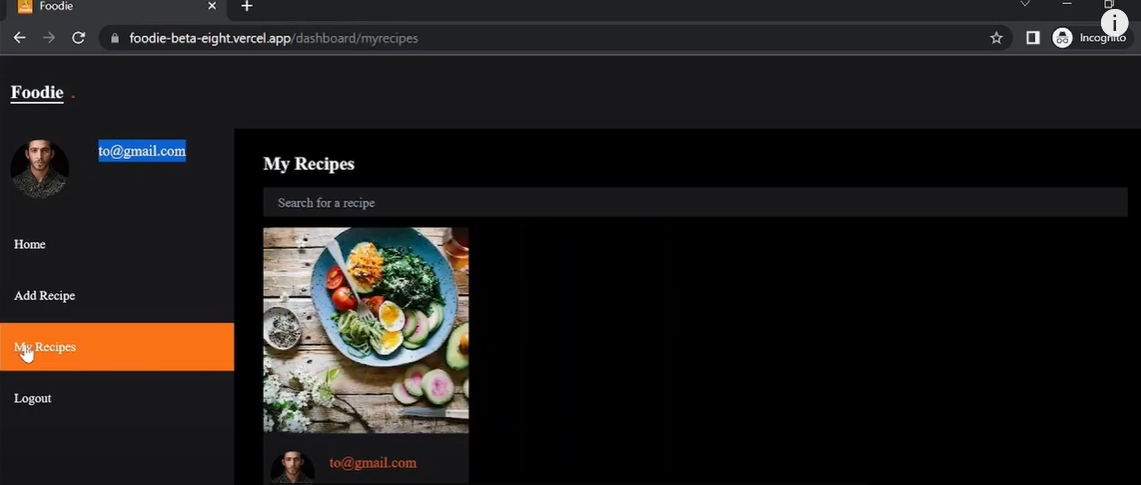 Foodie
foodie-beta-eight.vercel.app/dashboard/myrecipes
Incognito
Foodie .
to@gmail.com
My Recipes
Search for a recipe
Home
Add Recipe
My Recipes
Logout
to@gmail.com